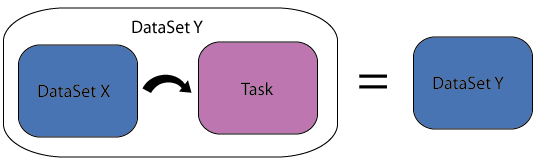 DataSet Y
DataSet X
Task
=
DataSet Y